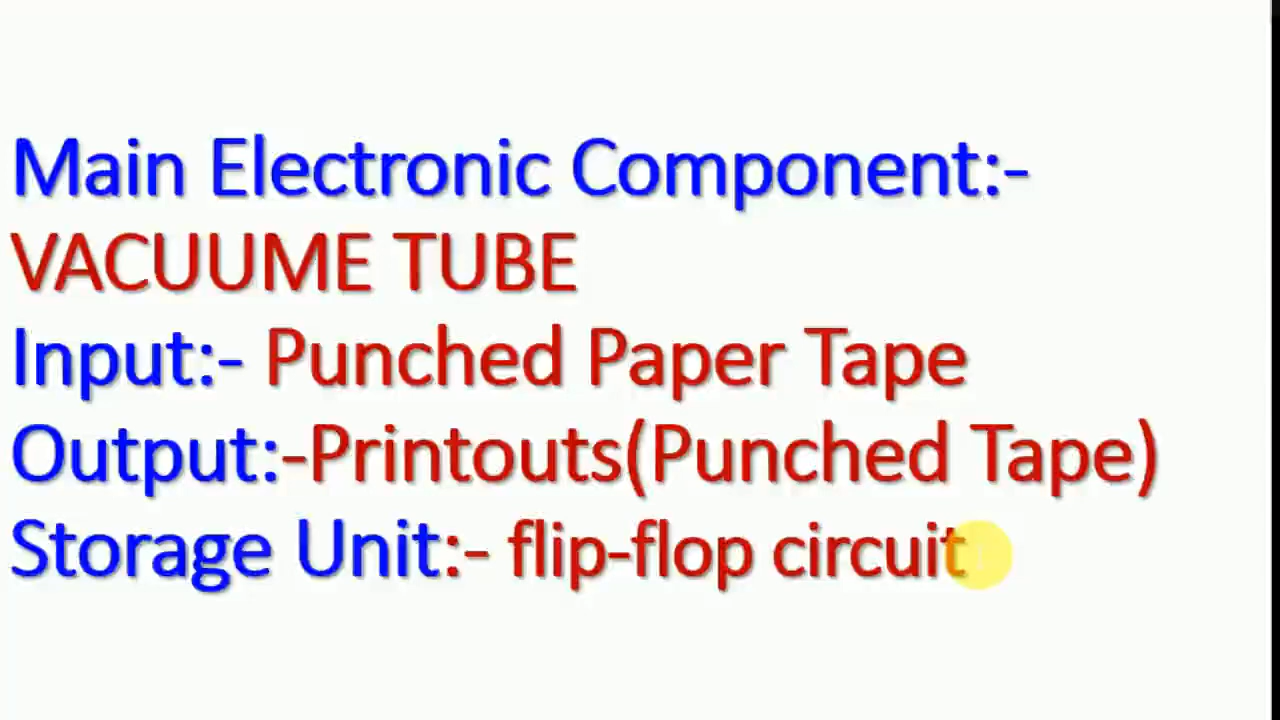 Main Electronic Component:-
VACUUME TUBE
Input:- Punched Paper Tape
Output:-Printouts(Punched Tape)
Storage Unit:- flip-flop circuit